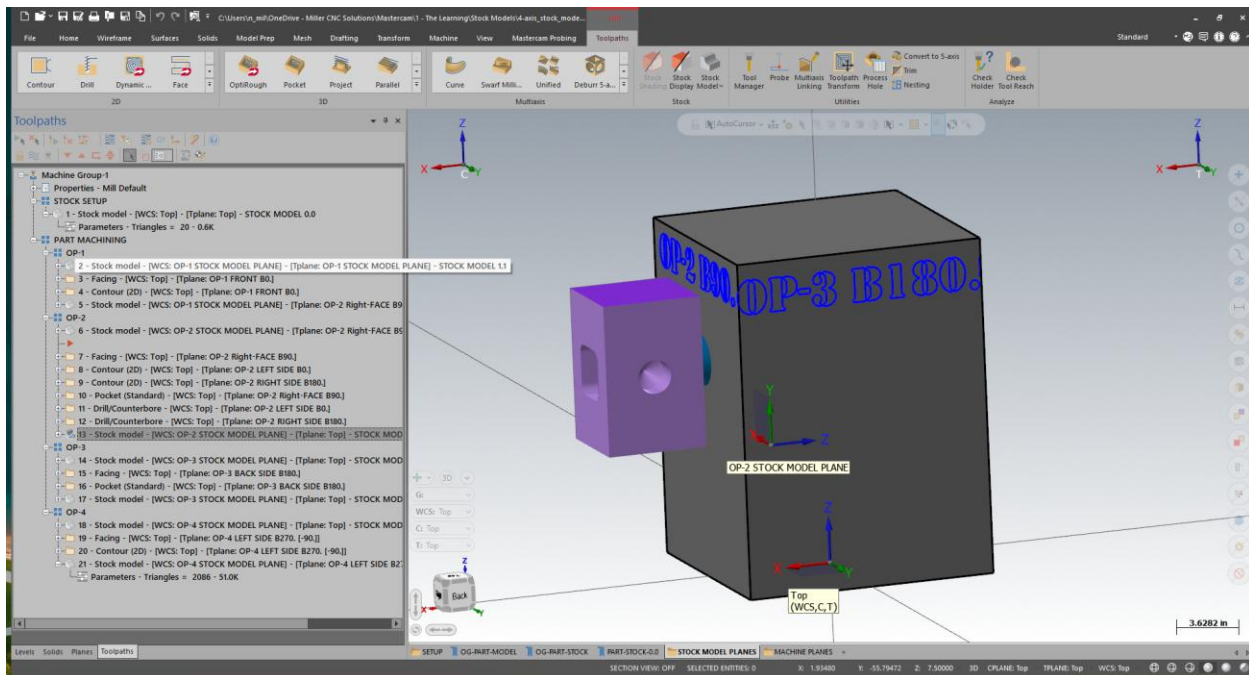 C:\Users\n_mil\OneDrive - Miller CNC Solutions\Mastercam\1 - The Learning\Stock Models\4-axis_stock_mode...
File Home Wireframe Surfaces Solids Model Prep Mesh Drafting Transform Machine View Mastercam Probing Toolpaths Standard
Contour Drill Dynamic ... Face OptiRough Pocket Project Parallel Curve Swarf Milli... Unified Deburr 5-a... Stock Shading Stock Display Stock Model Tool Manager Probe Multiaxis Linking Toolpath Transform Process Hole Convert to 5-axis Trim Nesting Check Holder Check Tool Reach
2D 3D Multiaxis Stock Utilities Analyze
Toolpaths
AutoCursor
Machine Group-1
Properties - Mill Default
STOCK SETUP
1 - Stock model - [WCS: Top] - [Tplane: Top] - STOCK MODEL 0.0
Parameters - Triangles = 20 - 0.6K
PART MACHINING
OP-1
2 - Stock model - [WCS: OP-1 STOCK MODEL PLANE] - [Tplane: OP-1 STOCK MODEL PLANE] - STOCK MODEL 1.1
3 - Facing - [WCS: Top] - [Tplane: OP-1 FRONT B0.]
4 - Contour (2D) - [WCS: Top] - [Tplane: OP-1 FRONT B0.]
5 - Stock model - [WCS: OP-1 STOCK MODEL PLANE] - [Tplane: OP-2 Right-FACE B9
OP-2
6 - Stock model - [WCS: OP-2 STOCK MODEL PLANE] - [Tplane: OP-2 Right-FACE B9
7 - Facing - [WCS: Top] - [Tplane: OP-2 Right-FACE B90.]
8 - Contour (2D) - [WCS: Top] - [Tplane: OP-2 LEFT SIDE B0.]
9 - Contour (2D) - [WCS: Top] - [Tplane: OP-2 RIGHT SIDE B180.]
10 - Pocket (Standard) - [WCS: Top] - [Tplane: OP-2 Right-FACE B90.]
11 - Drill/Counterbore - [WCS: Top] - [Tplane: OP-2 LEFT SIDE B0.]
12 - Drill/Counterbore - [WCS: Top] - [Tplane: OP-2 RIGHT SIDE B180.]
13 - Stock model - [WCS: OP-2 STOCK MODEL PLANE] - [Tplane: Top] - STOCK MOD
OP-3
14 - Stock model - [WCS: OP-3 STOCK MODEL PLANE] - [Tplane: Top] - STOCK MOD
15 - Facing - [WCS: Top] - [Tplane: OP-3 BACK SIDE B180.]
16 - Pocket (Standard) - [WCS: Top] - [Tplane: OP-3 BACK SIDE B180.]
17 - Stock model - [WCS: OP-3 STOCK MODEL PLANE] - [Tplane: Top] - STOCK MOD
OP-4
18 - Stock model - [WCS: OP-4 STOCK MODEL PLANE] - [Tplane: Top] - STOCK MOD
19 - Facing - [WCS: Top] - [Tplane: OP-4 LEFT SIDE B270. [-90.]]
20 - Contour (2D) - [WCS: Top] - [Tplane: OP-4 LEFT SIDE B270. [-90.]]
21 - Stock model - [WCS: OP-4 STOCK MODEL PLANE] - [Tplane: OP-4 LEFT SIDE B27
Parameters - Triangles = 2086 - 51.0K
Z X Y C
Z X Y T
OP-2 B90.
OP-3 B180.
Y Z
OP-2 STOCK MODEL PLANE
Z X Y
Top
(WCS,C,T)
3D
G:
WCS: Top
C: Top
T: Top
Z
Back
X Y
3.6282 in
Levels Solids Planes Toolpaths
SETUP OG-PART-MODEL OG-PART-STOCK PART-STOCK-0.0 STOCK MODEL PLANES MACHINE PLANES +
SECTION VIEW: OFF SELECTED ENTITIES: 0 X: 1.93480 Y: -55.79472 Z: 7.50000 3D CPLANE: Top TPLANE: Top WCS: Top